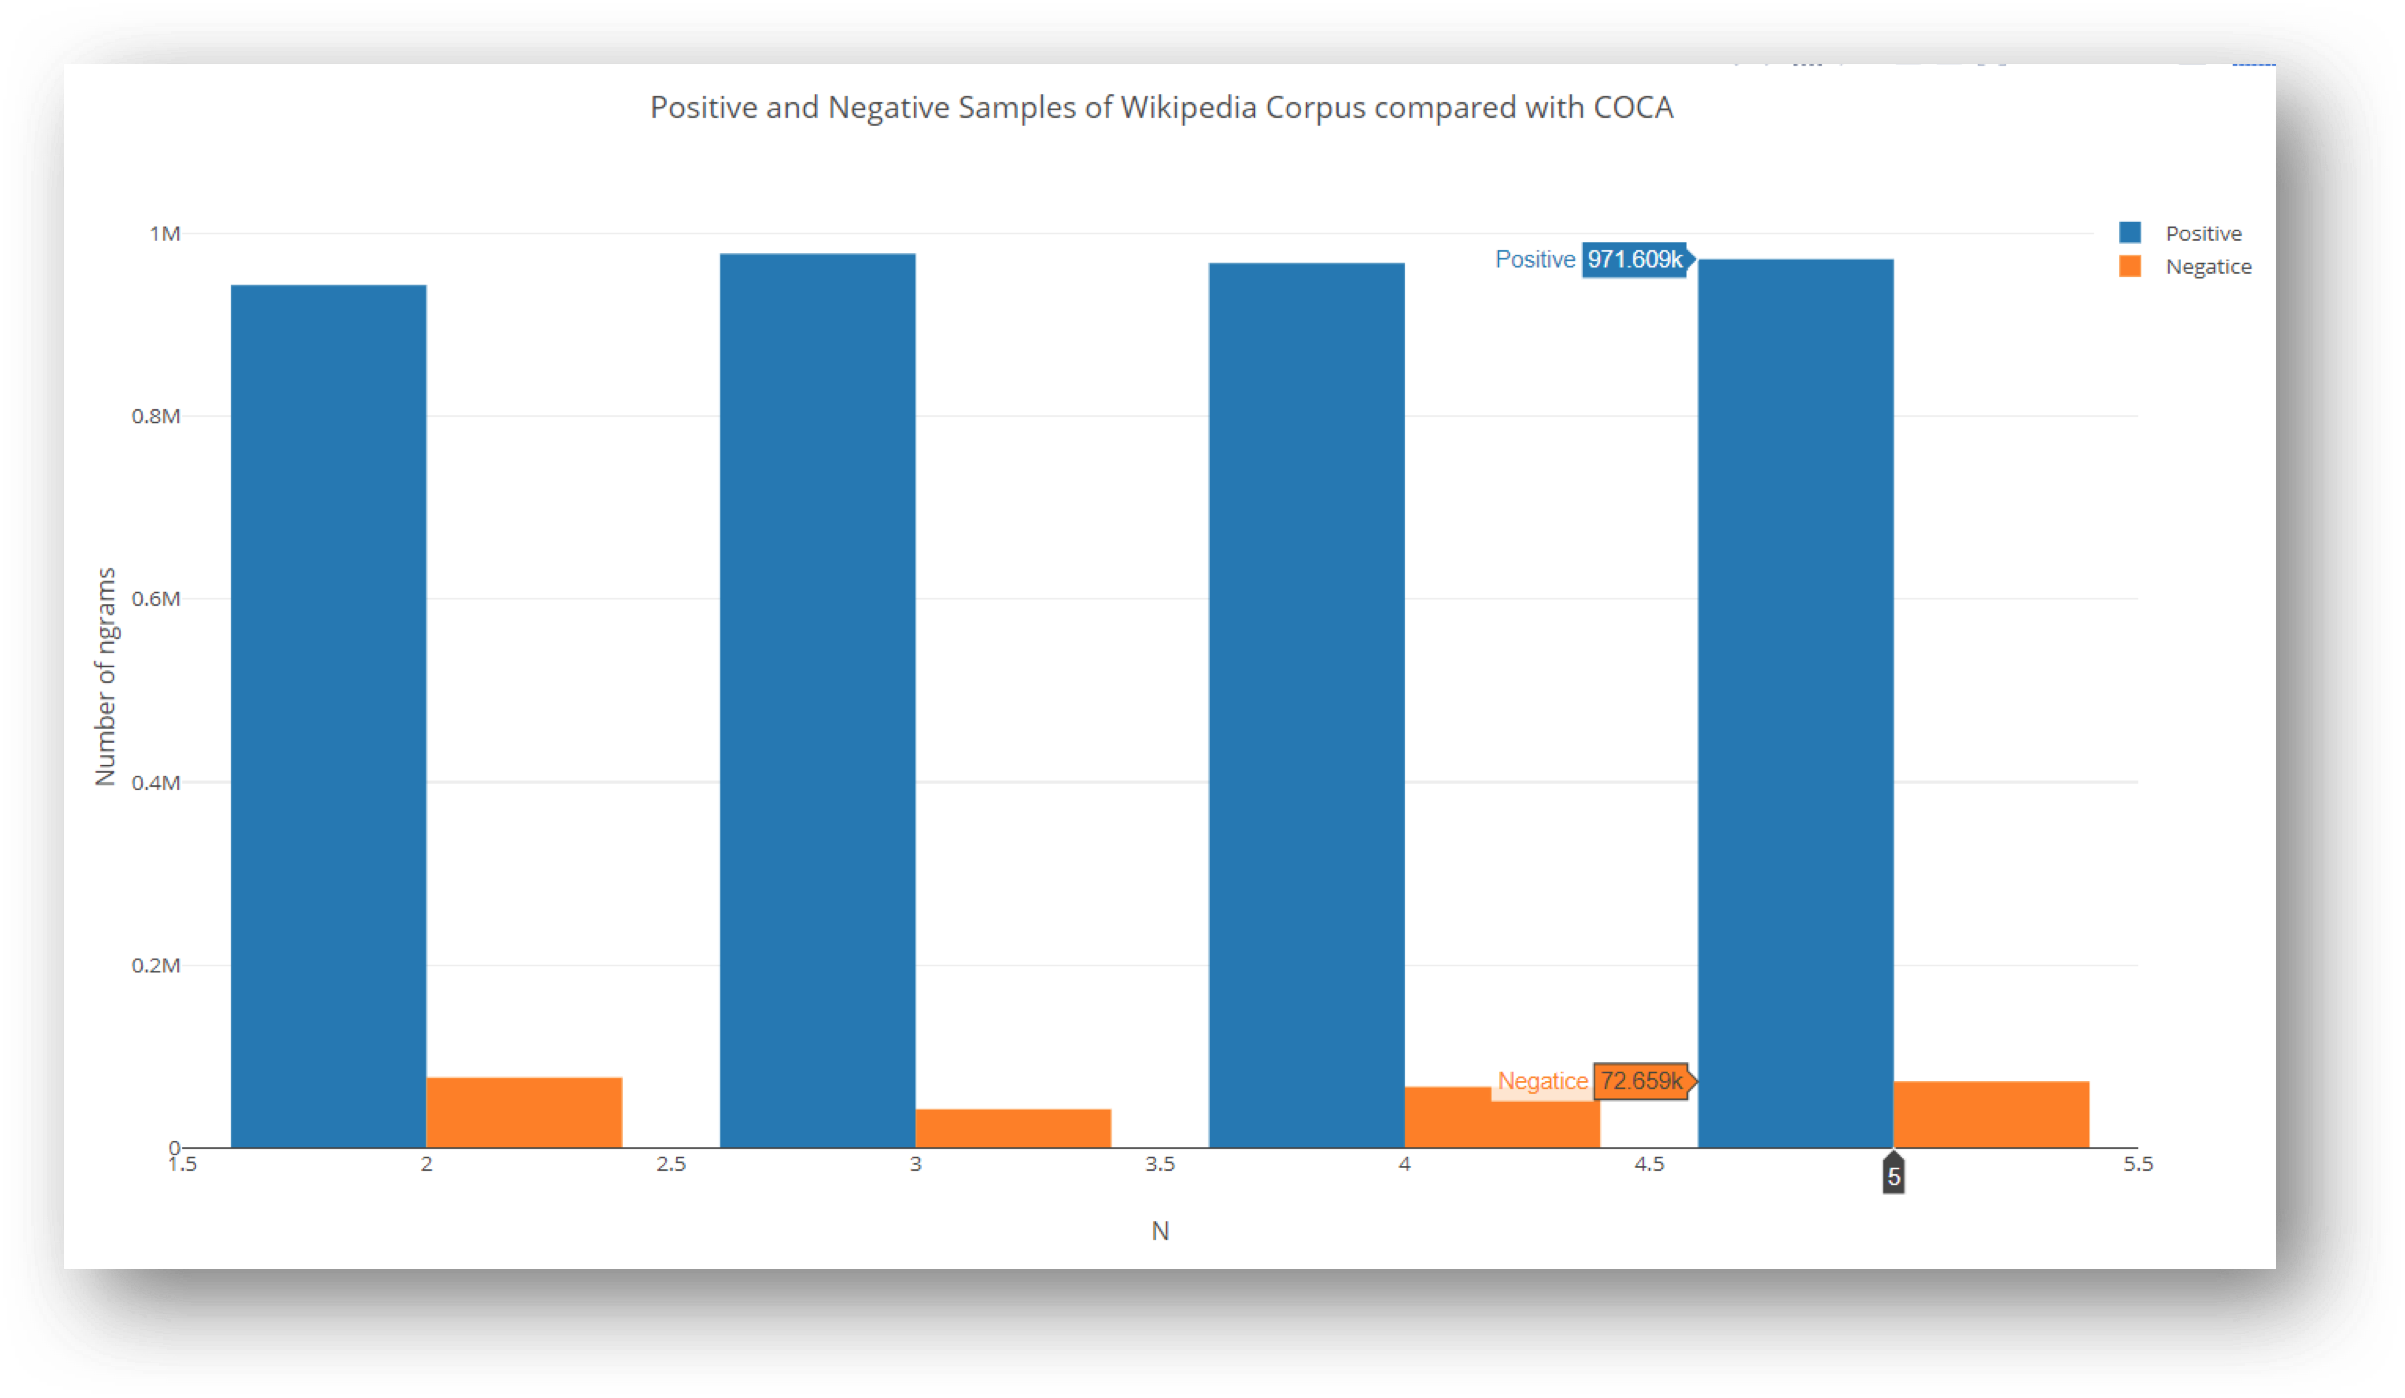 Positive and Negative Samples of Wikipedia Corpus compared with COCA
Positive
Negatice
1M
0.8M
0.6M
0.4M
0.2M
0
Number of ngrams
Positive 971.609k
Negatice 72.659k
1.5 2 2.5 3 3.5 4 4.5 5 5.5
N